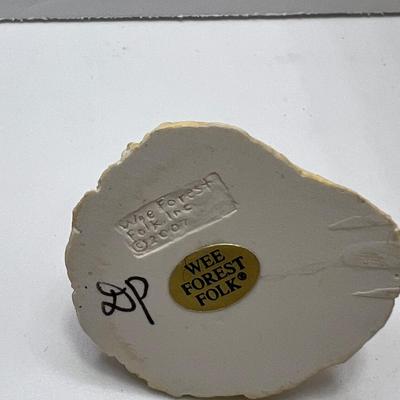 Wee Forest
Folk, Inc
©2007
WEE
FOREST
FOLK®
DP